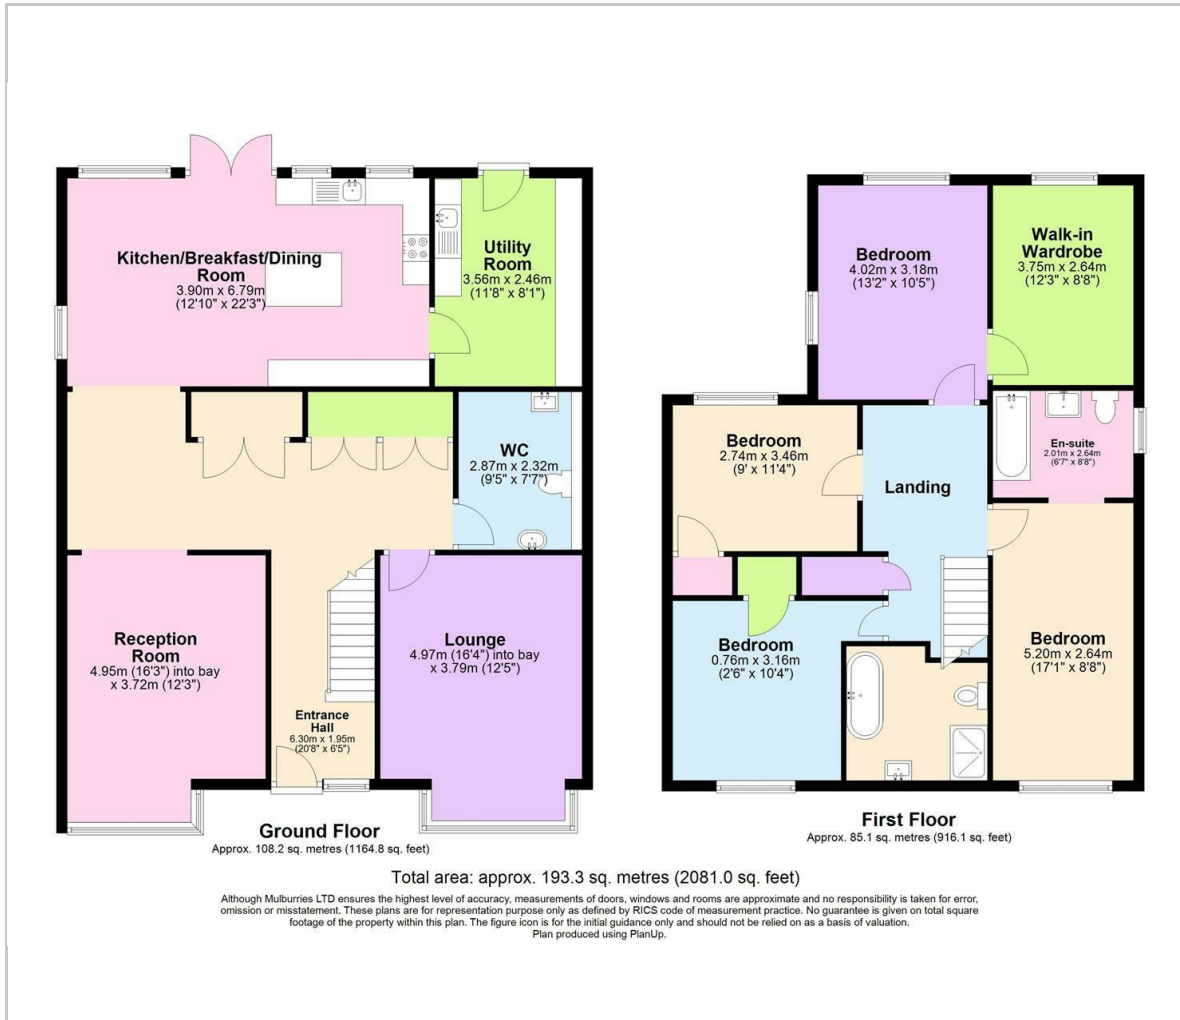 Kitchen/Breakfast/Dining
Room
3.90m x 6.79m
(12'10" x 22'3")
Utility
Room
3.56m x 2.46m
(11'8" x 8'1")
WC
2.87m x 2.32m
(9'5" x 7'7")
Reception
Room
4.95m (16'3") into bay
x 3.72m (12'3")
Entrance
Hall
6.30m x 1.95m
(20'8" x 6'5")
Lounge
4.97m (16'4") into bay
x 3.79m (12'5")
Ground Floor
Approx. 108.2 sq. metres (1164.8 sq. feet)
Bedroom
4.02m x 3.18m
(13'2" x 10'5")
Walk-in
Wardrobe
3.75m x 2.64m
(12'3" x 8'8")
Bedroom
2.74m x 3.46m
(9' x 11'4")
Landing
En-suite
2.01m x 2.64m
(6'7" x 8'8")
Bedroom
0.76m x 3.16m
(2'6" x 10'4")
Bedroom
5.20m x 2.64m
(17'1" x 8'8")
First Floor
Approx. 85.1 sq. metres (916.1 sq. feet)
Total area: approx. 193.3 sq. metres (2081.0 sq. feet)
Although Mulburries LTD ensures the highest level of accuracy, measurements of doors, windows and rooms are approximate and no responsibility is taken for error,
omission or misstatement. These plans are for representation purpose only as defined by RICS code of measurement practice. No guarantee is given on total square
footage of the property within this plan. The figure icon is for the initial guidance only and should not be relied on as a basis of valuation.
Plan produced using PlanUp.